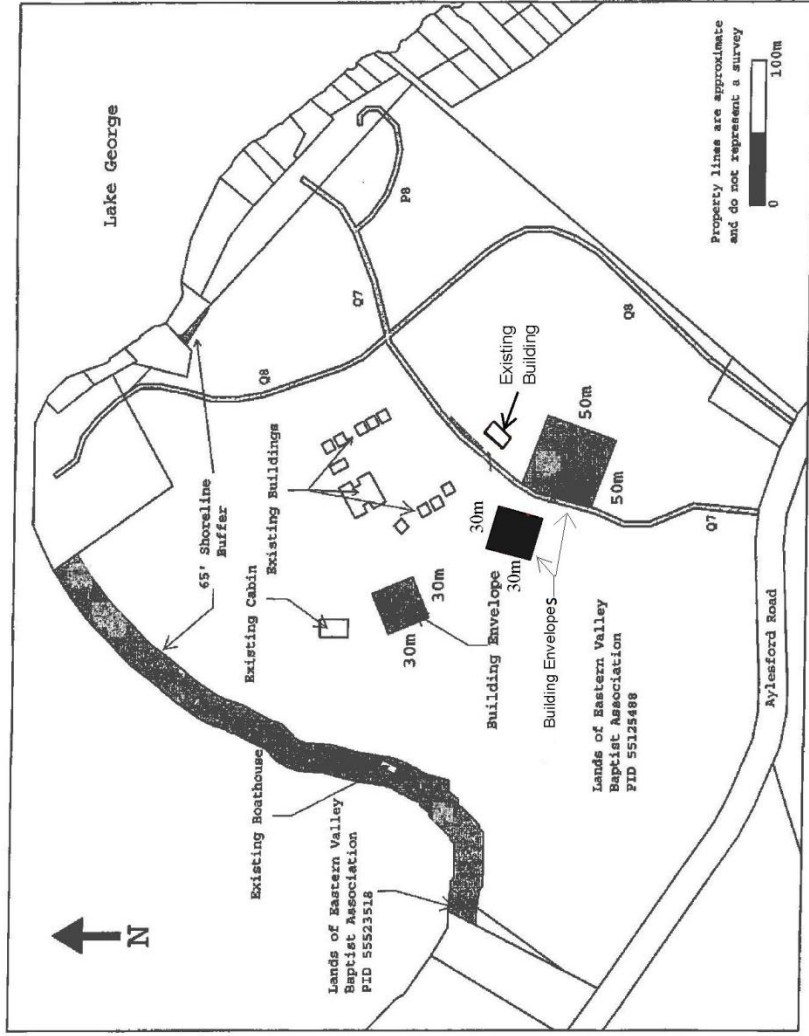 Lake George
Property lines are approximate
and do not represent a survey
0
100m
P8
Q7
Q8
Q8
Q7
65' Shoreline
Buffer
Existing Buildings
Existing Cabin
Existing
Building
50m
50m
30m
30m
30m
30m
Building Envelope
Building Envelopes
Existing Boathouse
Lands of Eastern Valley
Baptist Association
PID 55523518
Lands of Eastern Valley
Baptist Association
PID 55125488
Aylesford Road
N